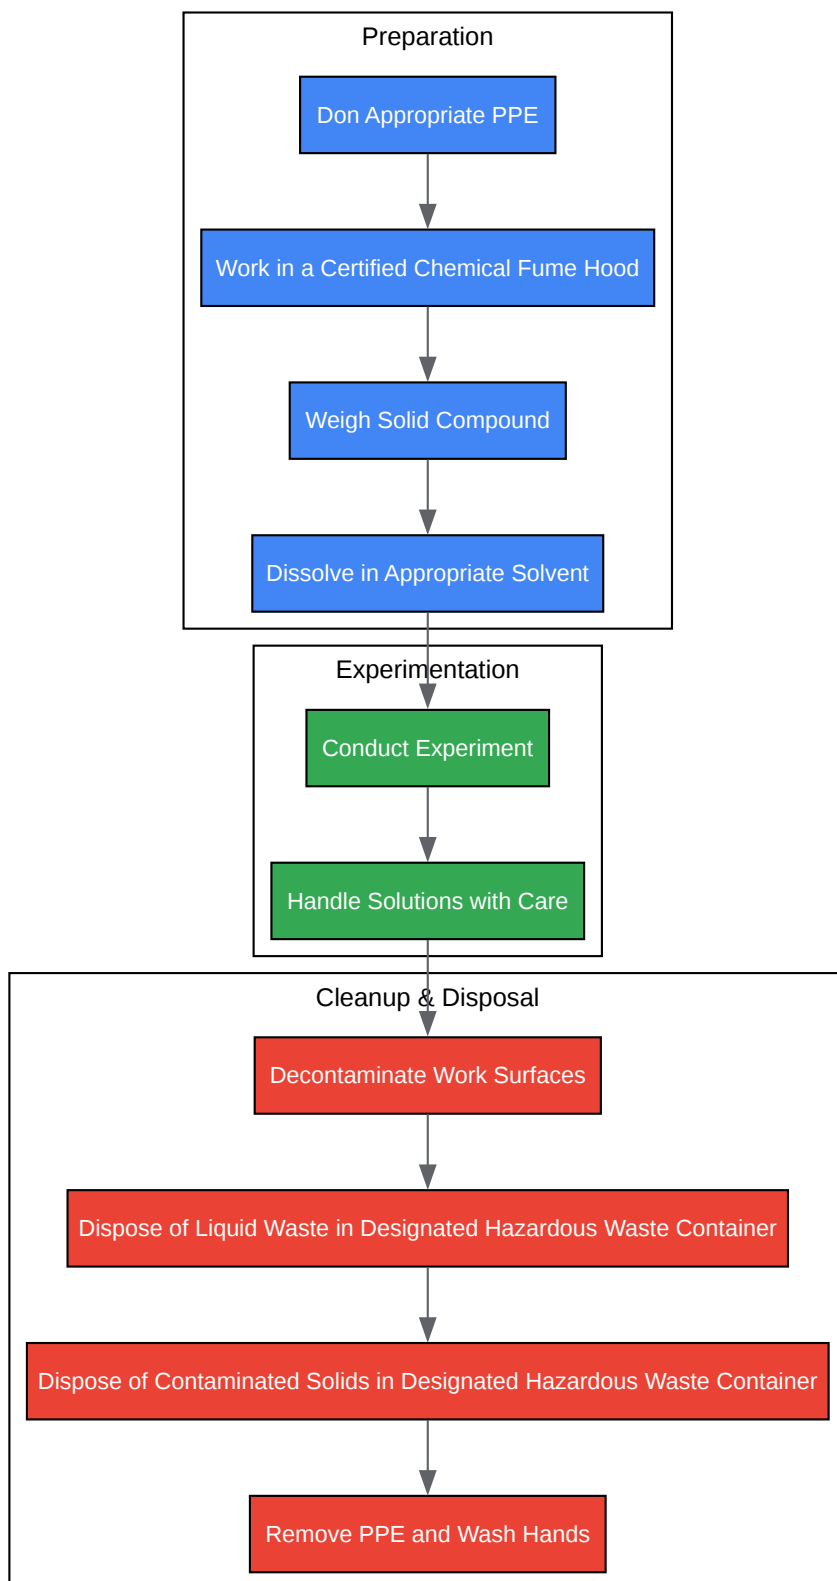 Preparation
Don Appropriate PPE
Work in a Certified Chemical Fume Hood
Weigh Solid Compound
Dissolve in Appropriate Solvent
Experimentation
Conduct Experiment
Handle Solutions with Care
Cleanup & Disposal
Decontaminate Work Surfaces
Dispose of Liquid Waste in Designated Hazardous Waste Container
Dispose of Contaminated Solids in Designated Hazardous Waste Container
Remove PPE and Wash Hands